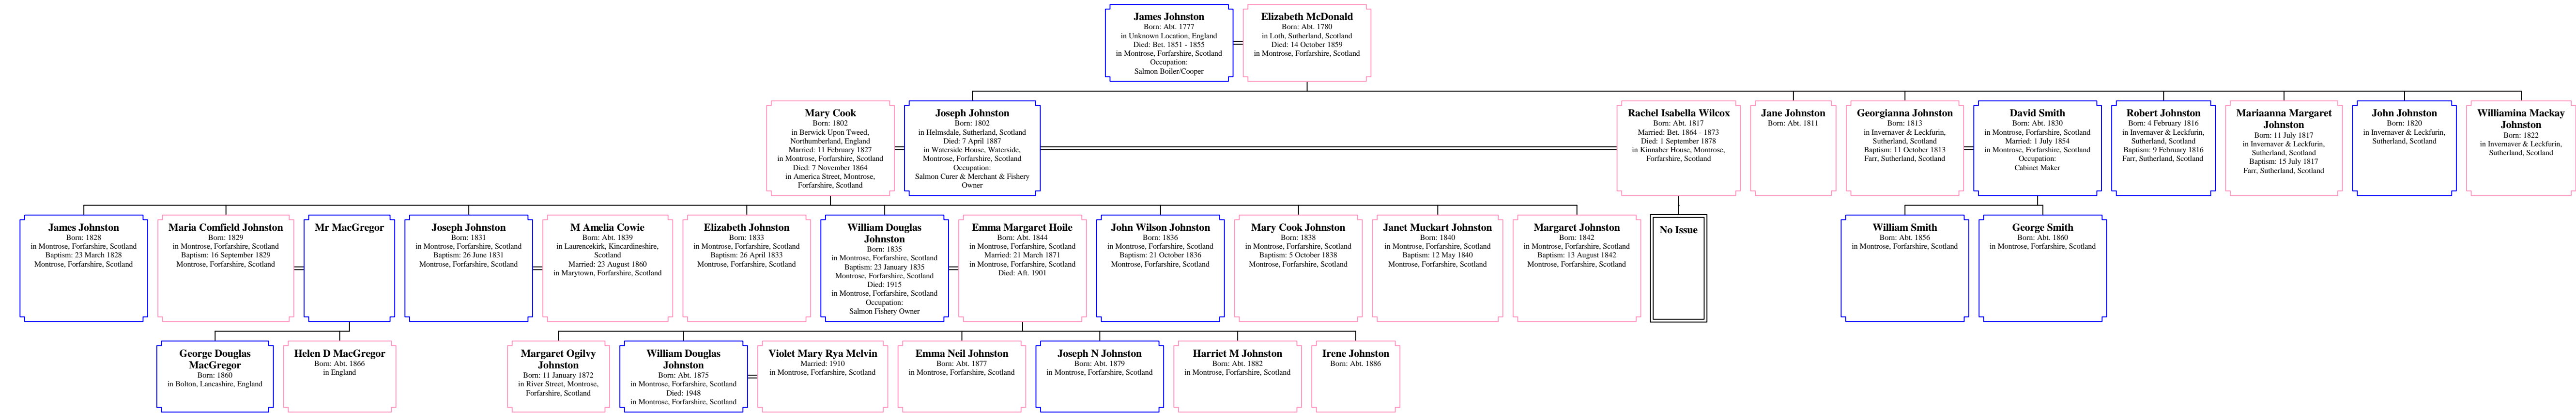 James Johnston
Born: Abt. 1777
in Unknown Location, England
Died: Bet. 1851 - 1855
in Montrose, Forfarshire, Scotland
Occupation:
Salmon Boiler/Cooper
Elizabeth McDonald
Born: Abt. 1780
in Loth, Sutherland, Scotland
Died: 14 October 1859
in Montrose, Forfarshire, Scotland
Mary Cook
Born: 1802
in Berwick Upon Tweed,
Northumberland, England
Married: 11 February 1827
in Montrose, Forfarshire, Scotland
Died: 7 November 1864
in America Street, Montrose,
Forfarshire, Scotland
Joseph Johnston
Born: 1802
in Helmsdale, Sutherland, Scotland
Died: 7 April 1887
in Waterside House, Waterside,
Montrose, Forfarshire, Scotland
Occupation:
Salmon Curer & Merchant & Fishery
Owner
Rachel Isabella Wilcox
Born: Abt. 1817
Married: Bet. 1864 - 1873
Died: 1 September 1878
in Kinnaber House, Montrose,
Forfarshire, Scotland
Jane Johnston
Born: Abt. 1811
Georgianna Johnston
Born: 1813
in Invernaver & Leckfurin,
Sutherland, Scotland
Baptism: 11 October 1813
Farr, Sutherland, Scotland
David Smith
Born: Abt. 1830
in Montrose, Forfarshire, Scotland
Married: 1 July 1854
in Montrose, Forfarshire, Scotland
Occupation:
Cabinet Maker
Robert Johnston
Born: 4 February 1816
in Invernaver & Leckfurin,
Sutherland, Scotland
Baptism: 9 February 1816
Farr, Sutherland, Scotland
Mariaanna Margaret
Johnston
Born: 11 July 1817
in Invernaver & Leckfurin,
Sutherland, Scotland
Baptism: 15 July 1817
Farr, Sutherland, Scotland
John Johnston
Born: 1820
in Invernaver & Leckfurin,
Sutherland, Scotland
Williamina Mackay
Johnston
Born: 1822
in Invernaver & Leckfurin,
Sutherland, Scotland
James Johnston
Born: 1828
in Montrose, Forfarshire, Scotland
Baptism: 23 March 1828
Montrose, Forfarshire, Scotland
Maria Comfield Johnston
Born: 1829
in Montrose, Forfarshire, Scotland
Baptism: 16 September 1829
Montrose, Forfarshire, Scotland
Mr MacGregor
Joseph Johnston
Born: 1831
in Montrose, Forfarshire, Scotland
Baptism: 26 June 1831
Montrose, Forfarshire, Scotland
M Amelia Cowie
Born: Abt. 1839
in Laurencekirk, Kincardineshire,
Scotland
Married: 23 August 1860
in Marytown, Forfarshire, Scotland
Elizabeth Johnston
Born: 1833
in Montrose, Forfarshire, Scotland
Baptism: 26 April 1833
Montrose, Forfarshire, Scotland
William Douglas
Johnston
Born: 1835
in Montrose, Forfarshire, Scotland
Baptism: 23 January 1835
Montrose, Forfarshire, Scotland
Died: 1915
in Montrose, Forfarshire, Scotland
Occupation:
Salmon Fishery Owner
Emma Margaret Hoile
Born: Abt. 1844
in Montrose, Forfarshire, Scotland
Married: 21 March 1871
in Montrose, Forfarshire, Scotland
Died: Aft. 1901
John Wilson Johnston
Born: 1836
in Montrose, Forfarshire, Scotland
Baptism: 21 October 1836
Montrose, Forfarshire, Scotland
Mary Cook Johnston
Born: 1838
in Montrose, Forfarshire, Scotland
Baptism: 5 October 1838
Montrose, Forfarshire, Scotland
Janet Muckart Johnston
Born: 1840
in Montrose, Forfarshire, Scotland
Baptism: 12 May 1840
Montrose, Forfarshire, Scotland
Margaret Johnston
Born: 1842
in Montrose, Forfarshire, Scotland
Baptism: 13 August 1842
Montrose, Forfarshire, Scotland
No Issue
William Smith
Born: Abt. 1856
in Montrose, Forfarshire, Scotland
George Smith
Born: Abt. 1860
in Montrose, Forfarshire, Scotland
George Douglas
MacGregor
Born: 1860
in Bolton, Lancashire, England
Helen D MacGregor
Born: Abt. 1866
in England
Margaret Ogilvy
Johnston
Born: 11 January 1872
in River Street, Montrose,
Forfarshire, Scotland
William Douglas
Johnston
Born: Abt. 1875
in Montrose, Forfarshire, Scotland
Died: 1948
in Montrose, Forfarshire, Scotland
Violet Mary Rya Melvin
Married: 1910
in Montrose, Forfarshire, Scotland
Emma Neil Johnston
Born: Abt. 1877
in Montrose, Forfarshire, Scotland
Joseph N Johnston
Born: Abt. 1879
in Montrose, Forfarshire, Scotland
Harriet M Johnston
Born: Abt. 1882
in Montrose, Forfarshire, Scotland
Irene Johnston
Born: Abt. 1886